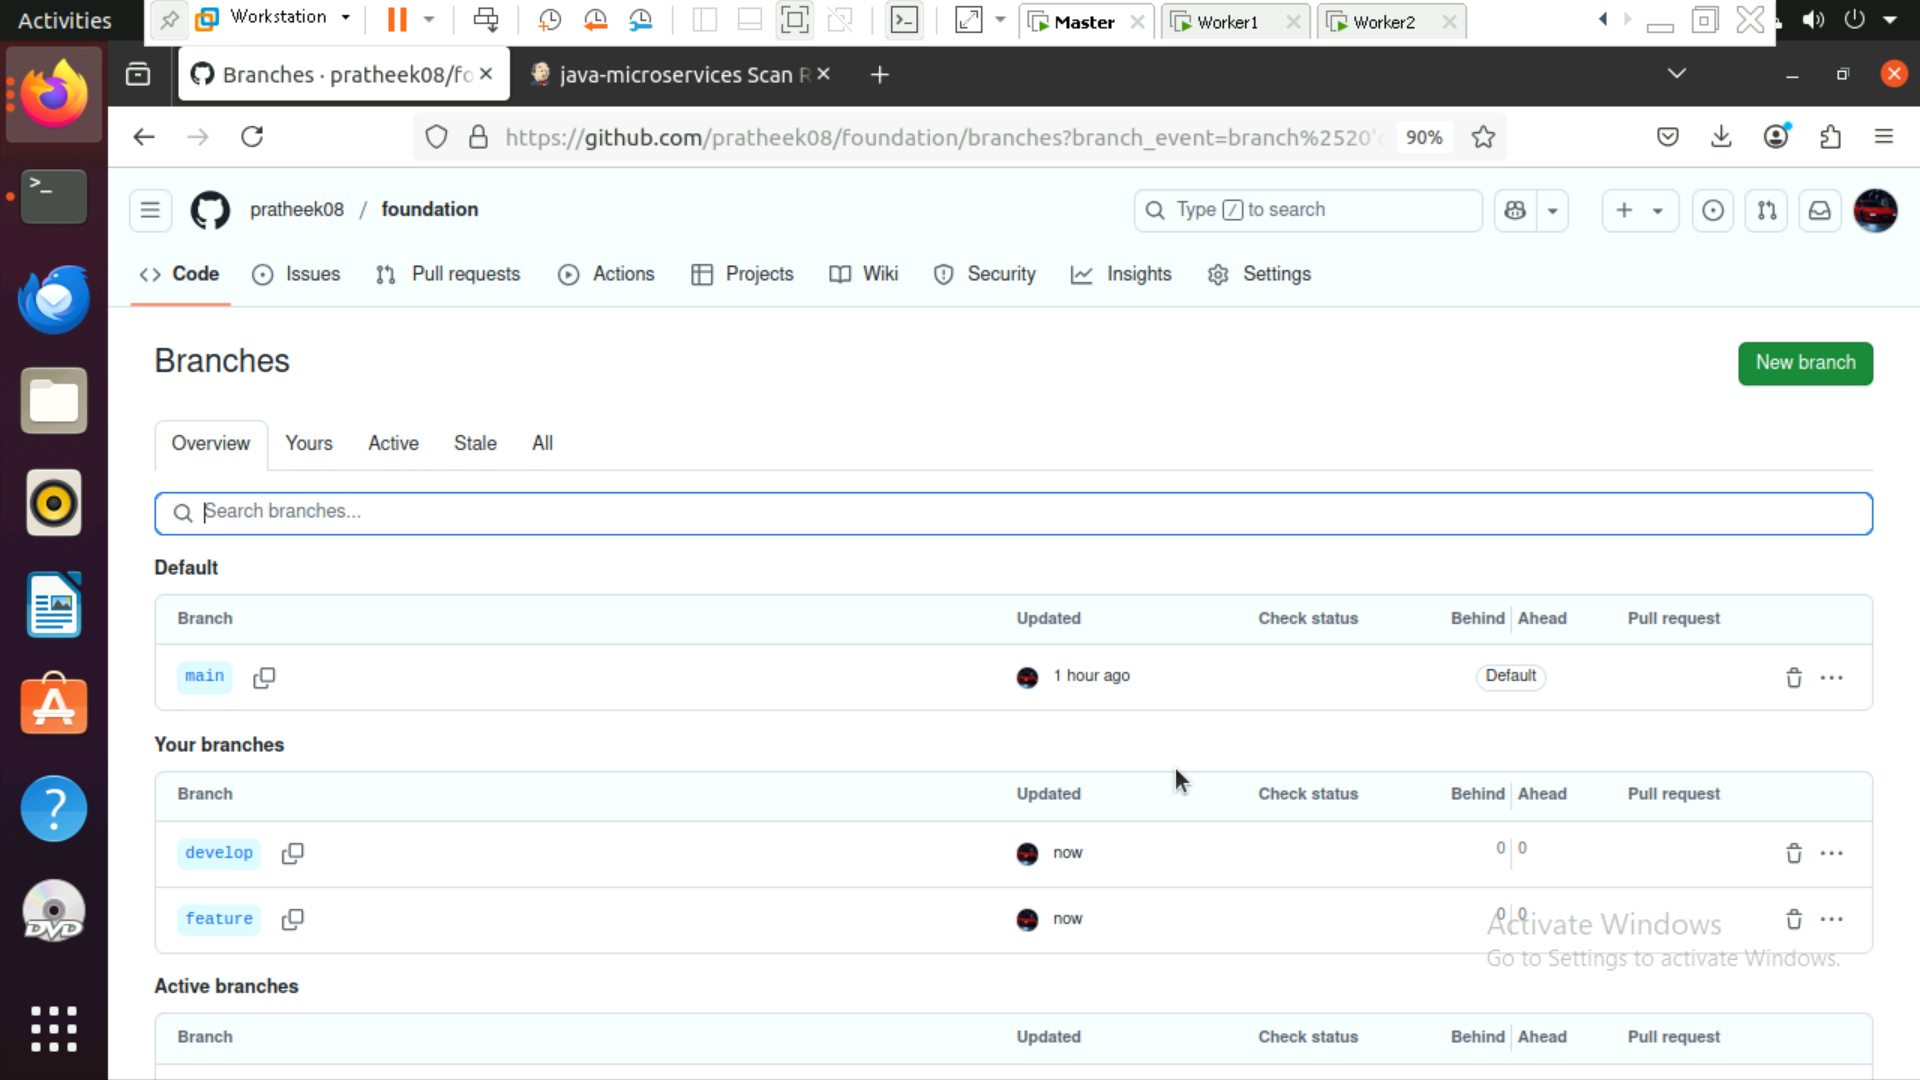 Activities
Workstation
Master
Worker1
Worker2
Branches · pratheek08/fo
java-microservices Scan R
https://github.com/pratheek08/foundation/branches?branch_event=branch%2520'
90%
pratheek08 / foundation
Type / to search
Code
Issues
Pull requests
Actions
Projects
Wiki
Security
Insights
Settings
Branches
New branch
Overview
Yours
Active
Stale
All
Search branches...
Default
Branch Updated Check status Behind Ahead Pull request
main 1 hour ago Default
Your branches
Branch Updated Check status Behind Ahead Pull request
develop now 0 0
feature now 0 0
Activate Windows
Go to Settings to activate Windows.
Active branches
Branch Updated Check status Behind Ahead Pull request
DVD